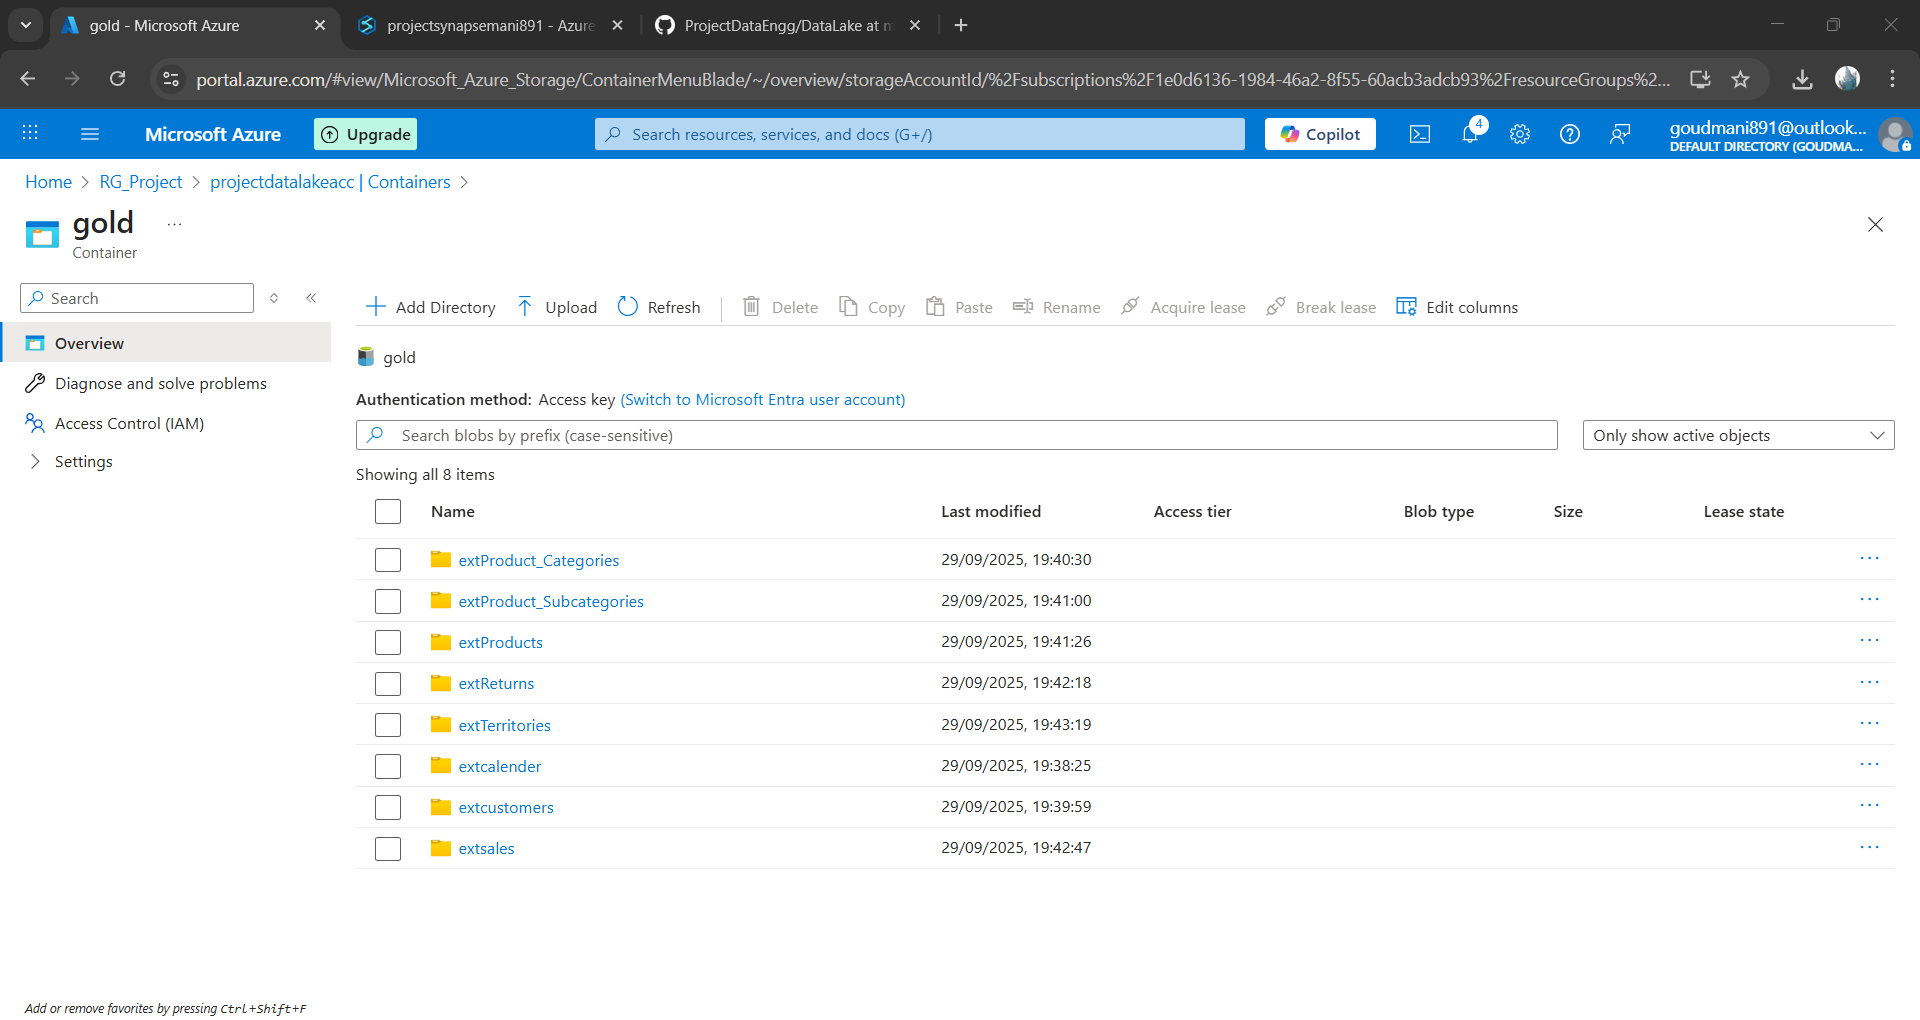 gold - Microsoft Azure
projectsynapsemani891 - Azure
ProjectDataEngg/DataLake at m
portal.azure.com/#view/Microsoft_Azure_Storage/ContainerMenuBlade/~/overview/storageAccountId/%2Fsubscriptions%2F1e0d6136-1984-46a2-8f55-60acb3adcb93%2FresourceGroups%2...
Microsoft Azure
Upgrade
Search resources, services, and docs (G+/)
Copilot
4
goudmani891@outlook...
DEFAULT DIRECTORY (GOUDMA...
Home > RG_Project > projectdatalakeacc | Containers >
gold ...
Container
Search
Overview
Diagnose and solve problems
Access Control (IAM)
Settings
Add Directory Upload Refresh Delete Copy Paste Rename Acquire lease Break lease Edit columns
gold
Authentication method: Access key (Switch to Microsoft Entra user account)
Search blobs by prefix (case-sensitive)
Only show active objects
Showing all 8 items
Name Last modified Access tier Blob type Size Lease state
extProduct_Categories 29/09/2025, 19:40:30 ...
extProduct_Subcategories 29/09/2025, 19:41:00 ...
extProducts 29/09/2025, 19:41:26 ...
extReturns 29/09/2025, 19:42:18 ...
extTerritories 29/09/2025, 19:43:19 ...
extcalender 29/09/2025, 19:38:25 ...
extcustomers 29/09/2025, 19:39:59 ...
extsales 29/09/2025, 19:42:47 ...
Add or remove favorites by pressing Ctrl+Shift+F